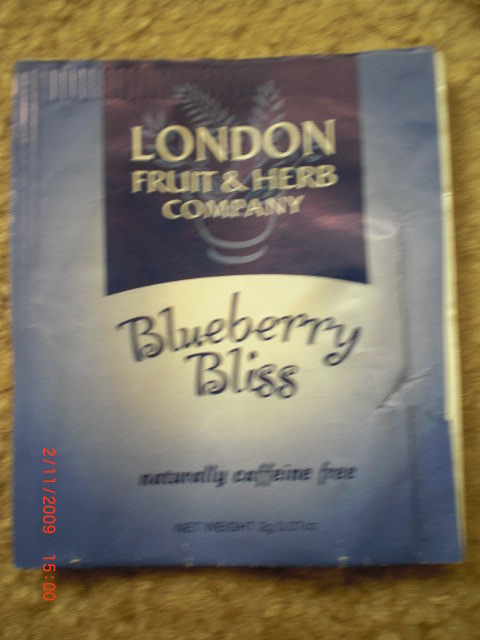 LONDON
FRUIT & HERB
COMPANY
Blueberry
Bliss
naturally caffeine free
NET WEIGHT 2g 0.07oz
2/11/2009 15:00